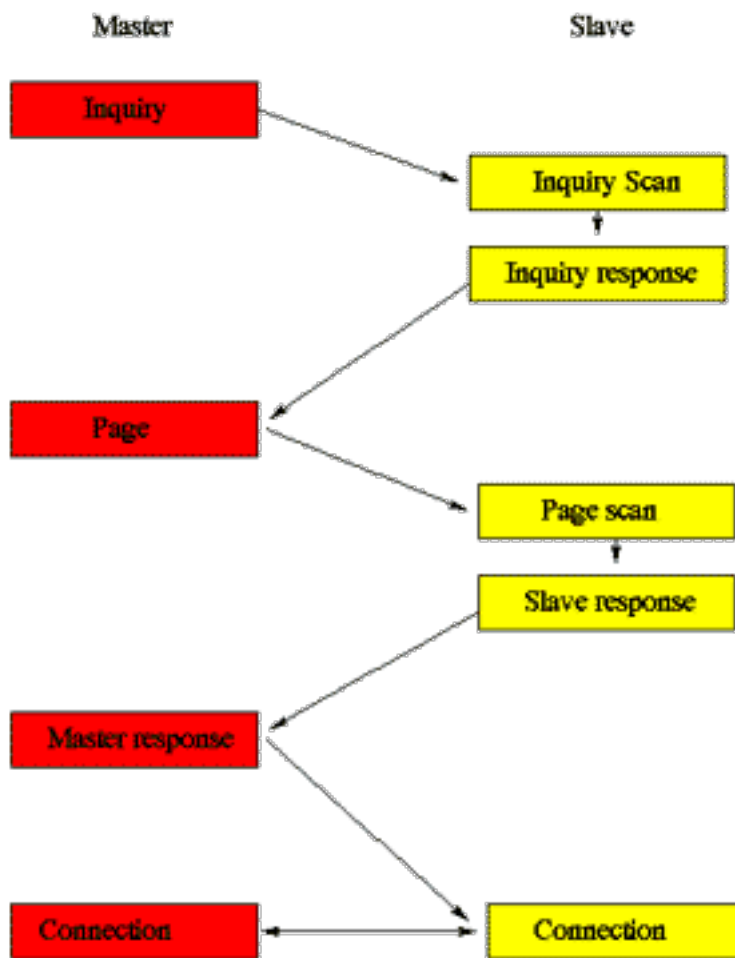 Master
Slave
Inquiry
Inquiry Scan
Inquiry response
Page
Page scan
Slave response
Master response
Connection
Connection